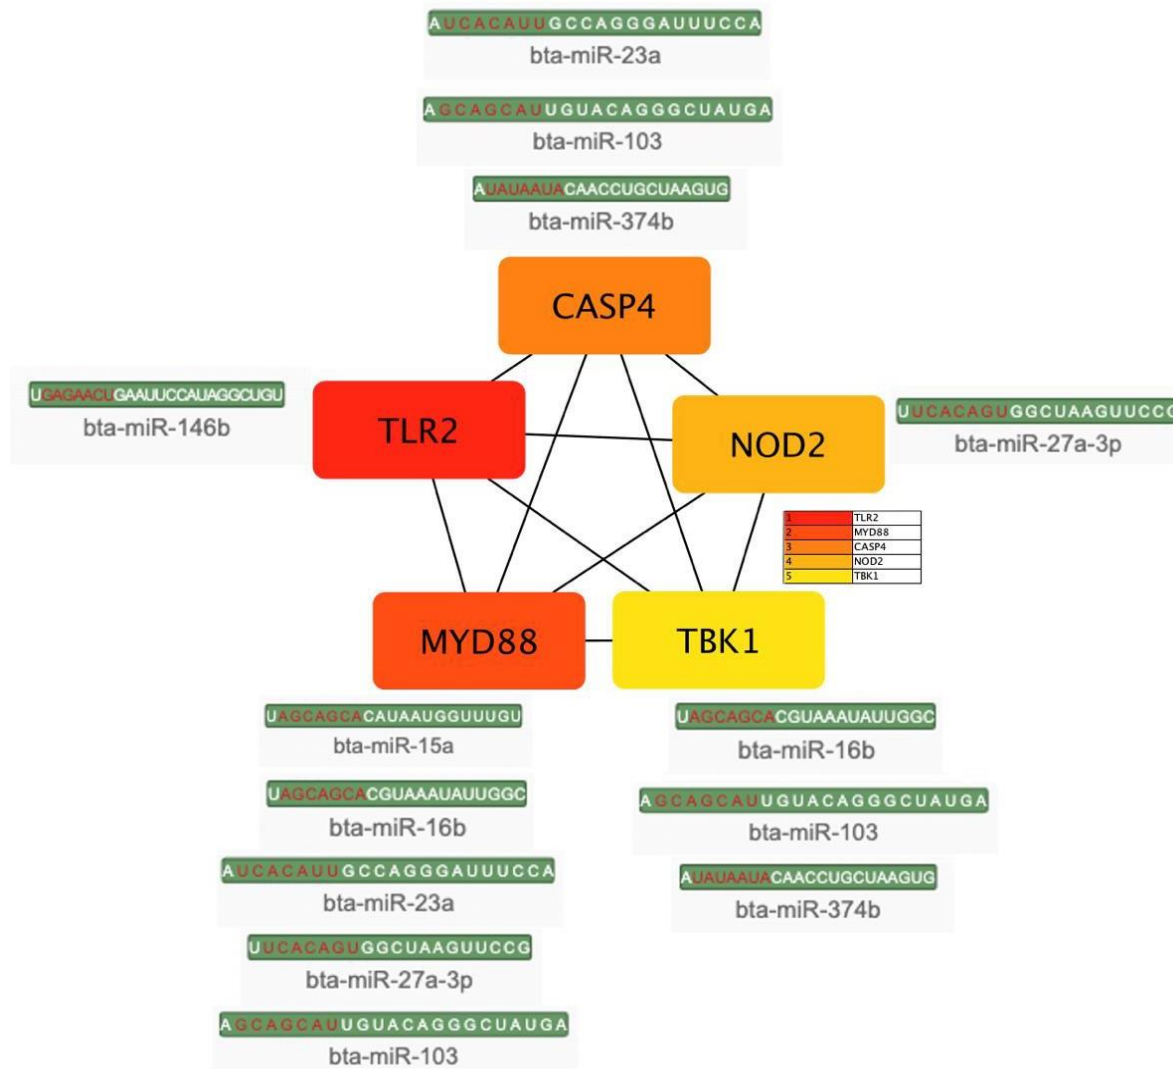 AUCACAUUGCCAGGGAUUUCCA
bta-miR-23a
AGCAGCAUUGUACAGGGCUAUGA
bta-miR-103
AUAUAAUACAACCUGCUAAGUG
bta-miR-374b
CASP4
UGAGAACUGAAUUCCAUAGGCUGU
bta-miR-146b
TLR2
NOD2
UUCACAGUGGCUAAGUUCCG
bta-miR-27a-3p
1 TLR2
2 MYD88
3 CASP4
4 NOD2
5 TBK1
MYD88
TBK1
UAGCAGCACAUAAUGGUUUGU
bta-miR-15a
UAGCAGCACGUAAAUAUUGGC
bta-miR-16b
AUCACAUUGCCAGGGAUUUCCA
bta-miR-23a
UUCACAGUGGCUAAGUUCCG
bta-miR-27a-3p
AGCAGCAUUGUACAGGGCUAUGA
bta-miR-103
UAGCAGCACGUAAAUAUUGGC
bta-miR-16b
AGCAGCAUUGUACAGGGCUAUGA
bta-miR-103
AUAUAAUACAACCUGCUAAGUG
bta-miR-374b